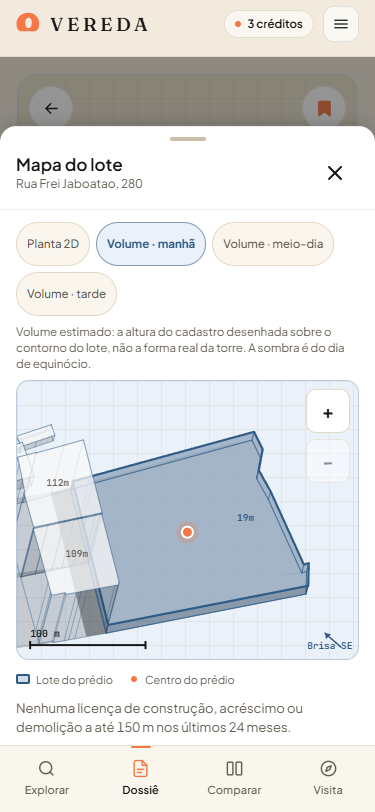 VEREDA
3 créditos
Mapa do lote
Rua Frei Jaboatao, 280
Planta 2D
Volume · manhã
Volume · meio-dia
Volume · tarde
Volume estimado: a altura do cadastro desenhada sobre o
contorno do lote, não a forma real da torre. A sombra é do dia
de equinócio.
+
−
112m
19m
109m
100 m
Brisa SE
Lote do prédio
Centro do prédio
Nenhuma licença de construção, acréscimo ou
demolição a até 150 m nos últimos 24 meses.
Explorar
Dossiê
Comparar
Visita